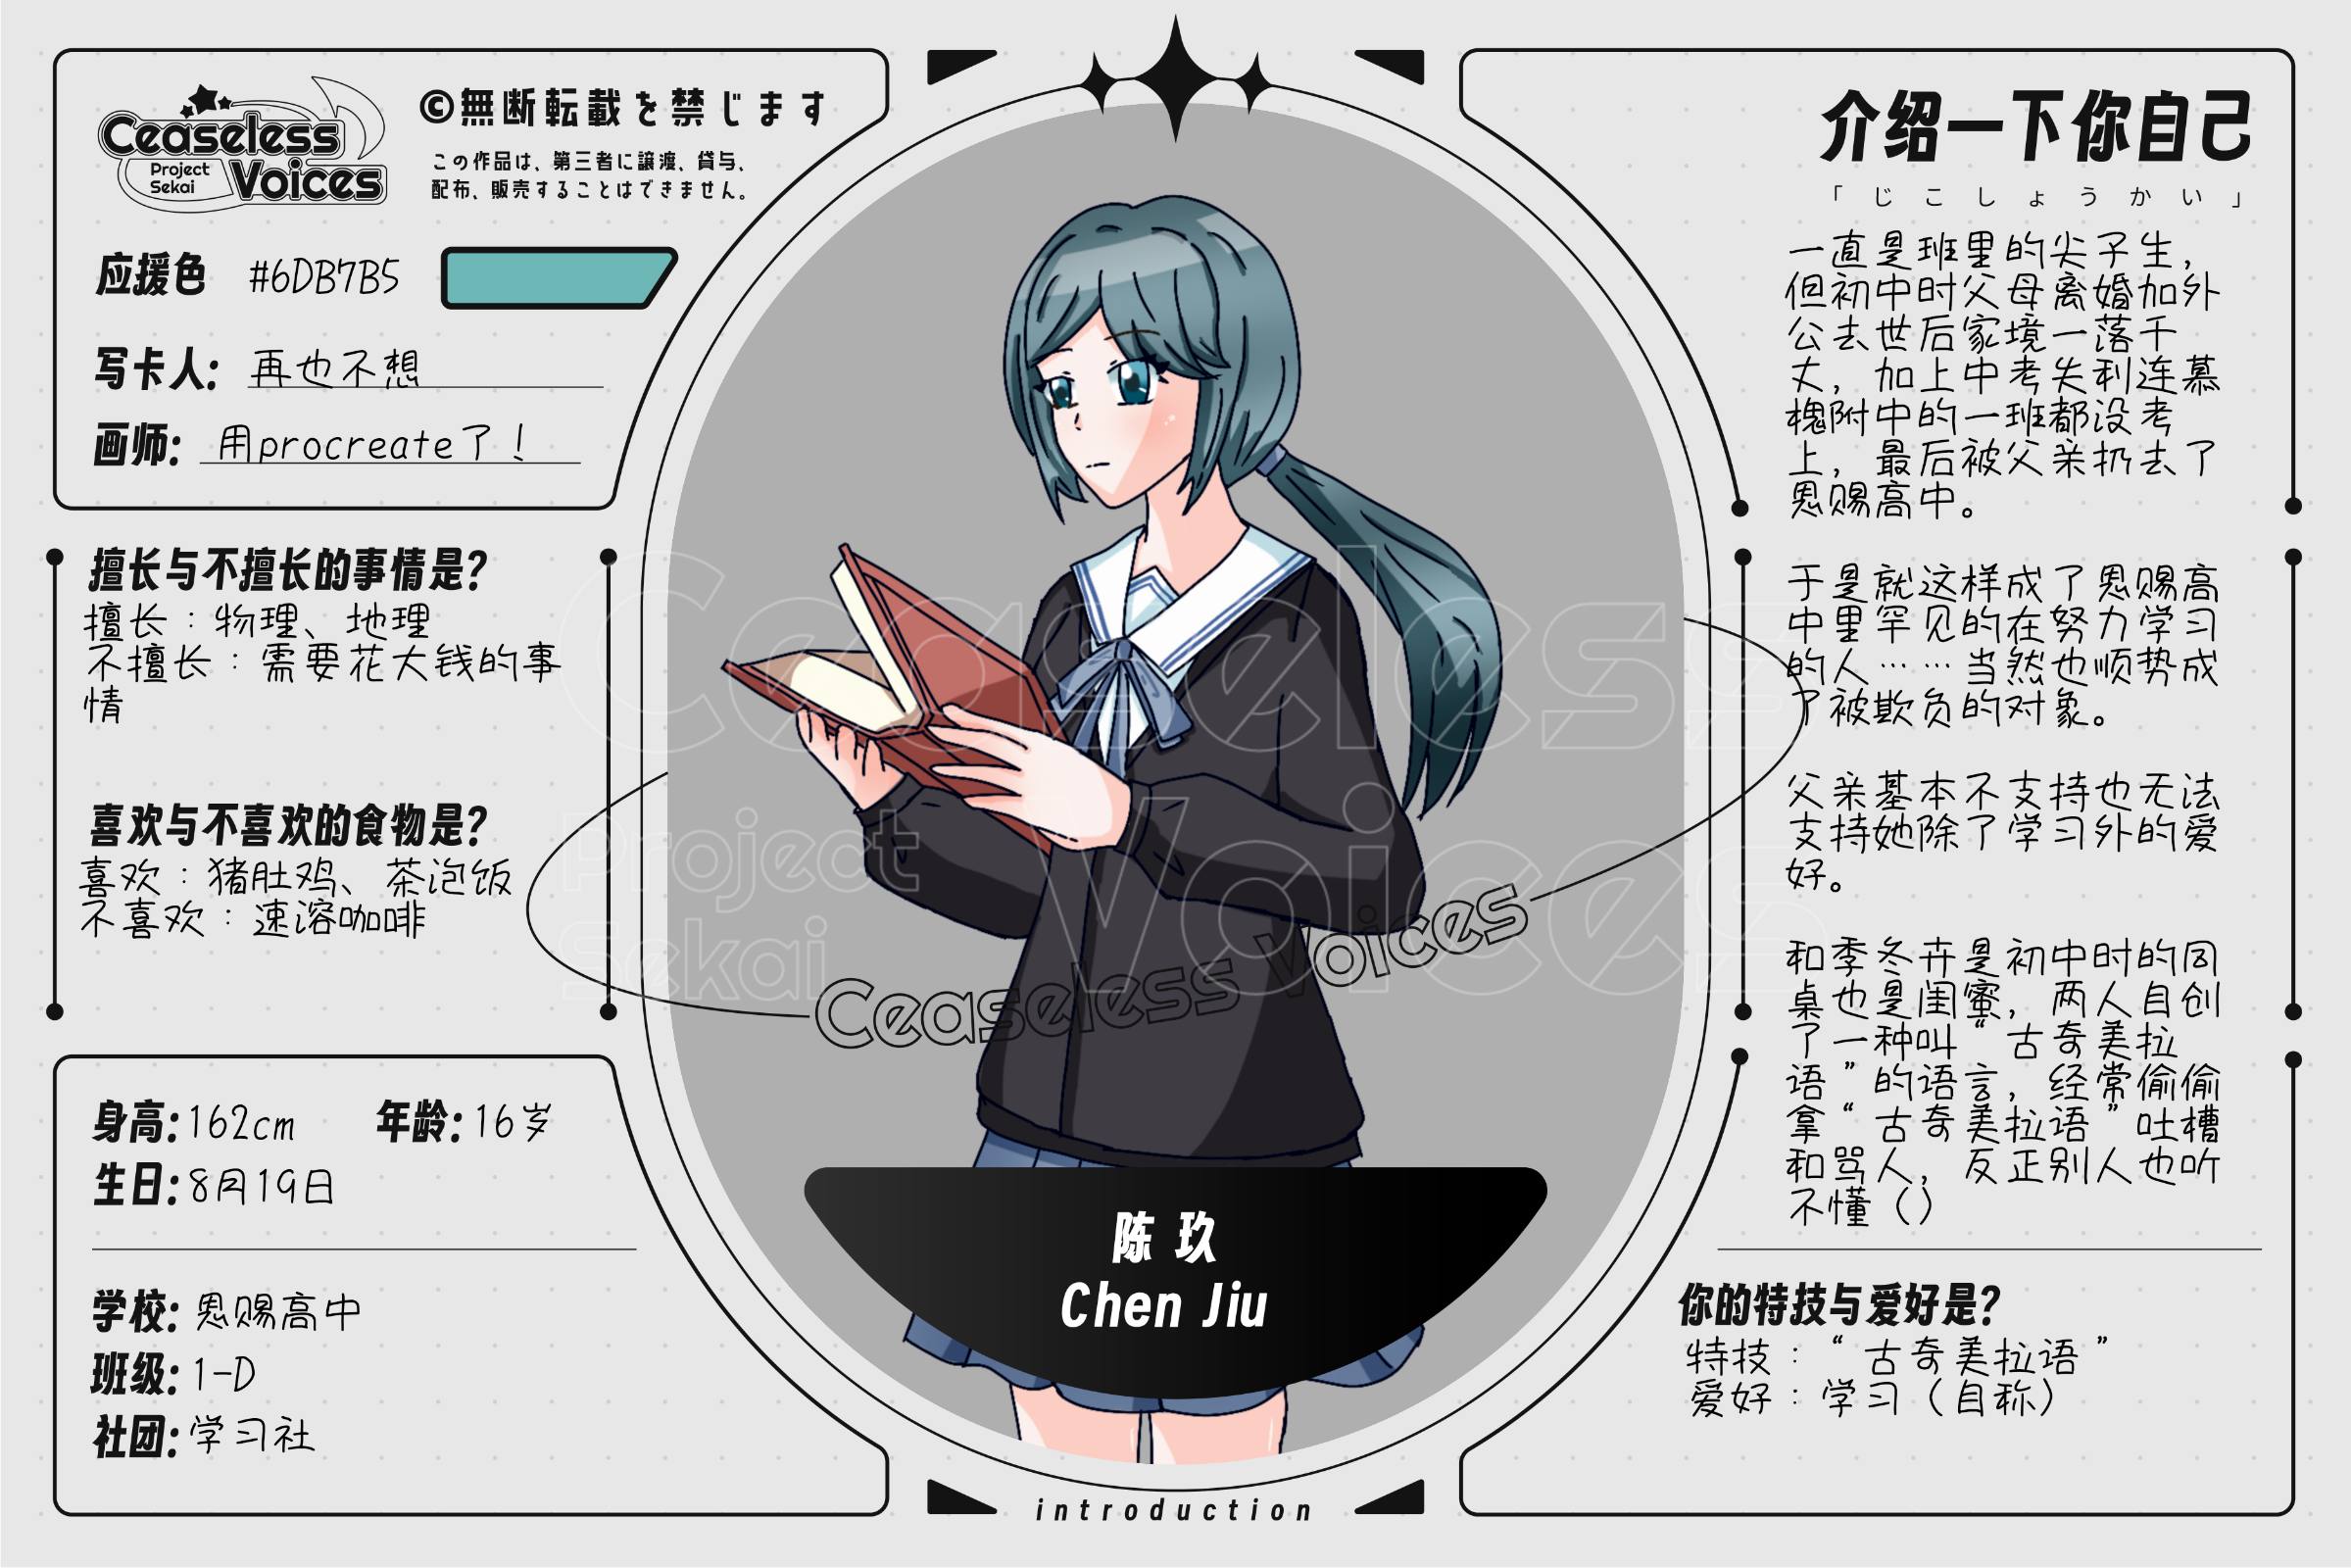 Ceaseless
Project
Sekai
Voices
©無断転載を禁じます
この作品は、第三者に譲渡、貸与、
配布、販売することはできません。
应援色 #6DB7B5
写卡人: 再也不想
画师: 用procreate了！
擅长与不擅长的事情是?
擅长：物理、地理
不擅长：需要花大钱的事
情
喜欢与不喜欢的食物是?
喜欢：猪肚鸡、茶泡饭
不喜欢：速溶咖啡
身高: 162cm 年龄: 16岁
生日: 8月19日
学校: 恩赐高中
班级: 1-D
社团: 学习社
Ceaseless
Project
Sekai
Voices
Ceaseless Voices
陈 玖
Chen Jiu
introduction
介绍一下你自己
「じこしょうかい」
一直是班里的尖子生，
但初中时父母离婚加外
公去世后家境一落千
丈，加上中考失利连慕
槐附中的一班都没考
上，最后被父亲扔去了
恩赐高中。
于是就这样成了恩赐高
中里罕见的在努力学习
的人……当然也顺势成
了被欺负的对象。
父亲基本不支持也无法
支持她除了学习外的爱
好。
和季冬卉是初中时的同
桌也是闺蜜，两人自创
了一种叫“古奇美拉
语”的语言，经常偷偷
拿“古奇美拉语”吐槽
和骂人，反正别人也听
不懂（）
你的特技与爱好是?
特技：“古奇美拉语”
爱好：学习（自称）